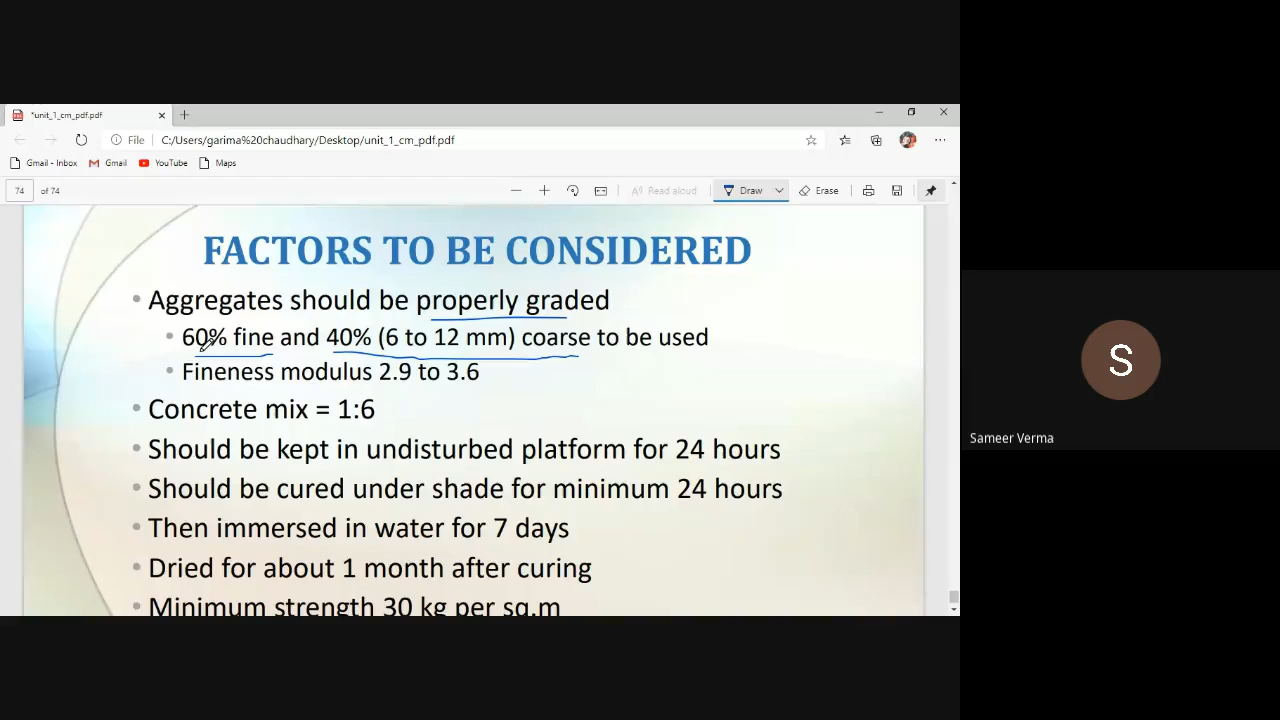 *unit_1_cm_pdf.pdf
File C:/Users/garima%20chaudhary/Desktop/unit_1_cm_pdf.pdf
Gmail - Inbox Gmail YouTube Maps
74 of 74 Read aloud Draw Erase
FACTORS TO BE CONSIDERED
• Aggregates should be properly graded
• 60% fine and 40% (6 to 12 mm) coarse to be used
• Fineness modulus 2.9 to 3.6
• Concrete mix = 1:6
• Should be kept in undisturbed platform for 24 hours
• Should be cured under shade for minimum 24 hours
• Then immersed in water for 7 days
• Dried for about 1 month after curing
• Minimum strength 30 kg per sq.m
S
Sameer Verma